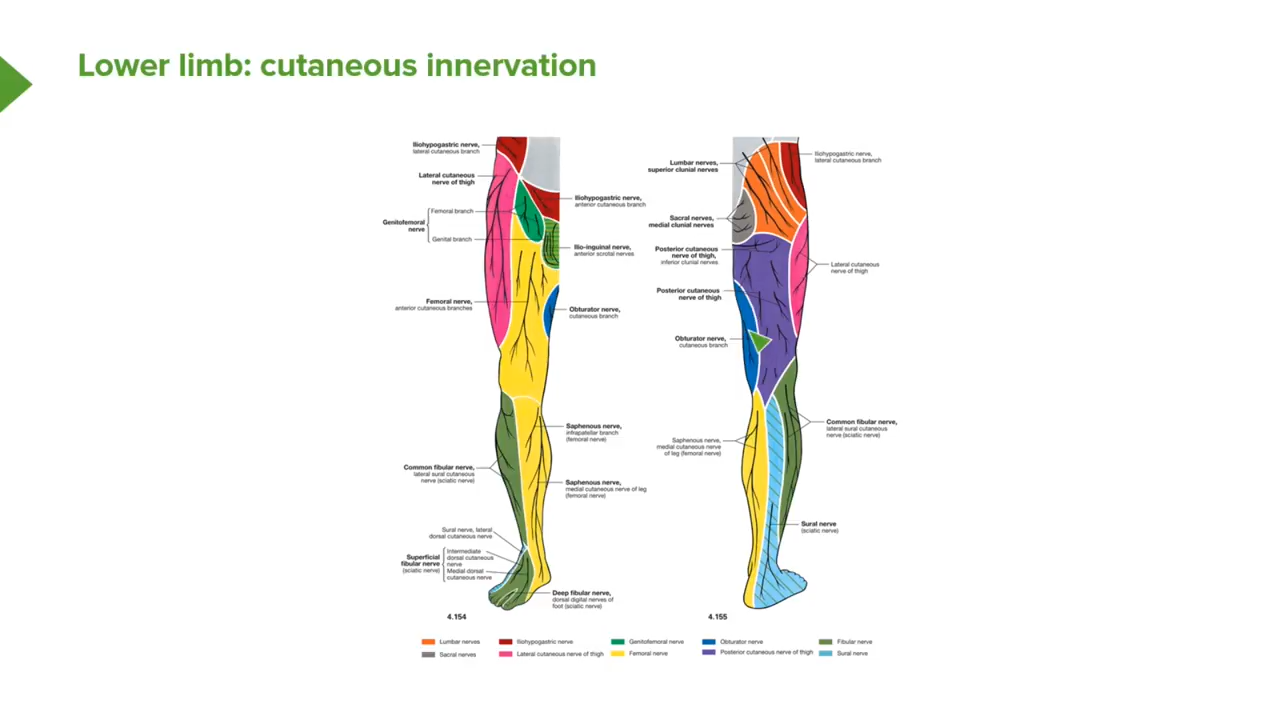 Lower limb: cutaneous innervation
Iliohypogastric nerve,
lateral cutaneous branch
Lateral cutaneous
nerve of thigh
Genitofemoral
nerve
Femoral branch
Genital branch
Femoral nerve,
anterior cutaneous branches
Common fibular nerve,
lateral sural cutaneous
nerve (sciatic nerve)
Sural nerve, lateral
dorsal cutaneous nerve
Superficial
fibular nerve
(sciatic nerve)
Intermediate
dorsal cutaneous
nerve
Medial dorsal
cutaneous nerve
Iliohypogastric nerve,
anterior cutaneous branch
Ilio-inguinal nerve,
anterior scrotal nerves
Obturator nerve,
cutaneous branch
Saphenous nerve,
infrapatellar branch
(femoral nerve)
Saphenous nerve,
medial cutaneous nerve of leg
(femoral nerve)
Deep fibular nerve,
dorsal digital nerves of
foot (sciatic nerve)
4.154
Lumbar nerves,
superior clunial nerves
Sacral nerves,
medial clunial nerves
Posterior cutaneous
nerve of thigh,
inferior clunial nerves
Posterior cutaneous
nerve of thigh
Obturator nerve,
cutaneous branch
Saphenous nerve,
medial cutaneous nerve
of leg (femoral nerve)
Iliohypogastric nerve,
lateral cutaneous branch
Lateral cutaneous
nerve of thigh
Common fibular nerve,
lateral sural cutaneous
nerve (sciatic nerve)
Sural nerve
(sciatic nerve)
4.155
Lumbar nerves
Iliohypogastric nerve
Genitofemoral nerve
Obturator nerve
Fibular nerve
Sacral nerves
Lateral cutaneous nerve of thigh
Femoral nerve
Posterior cutaneous nerve of thigh
Sural nerve